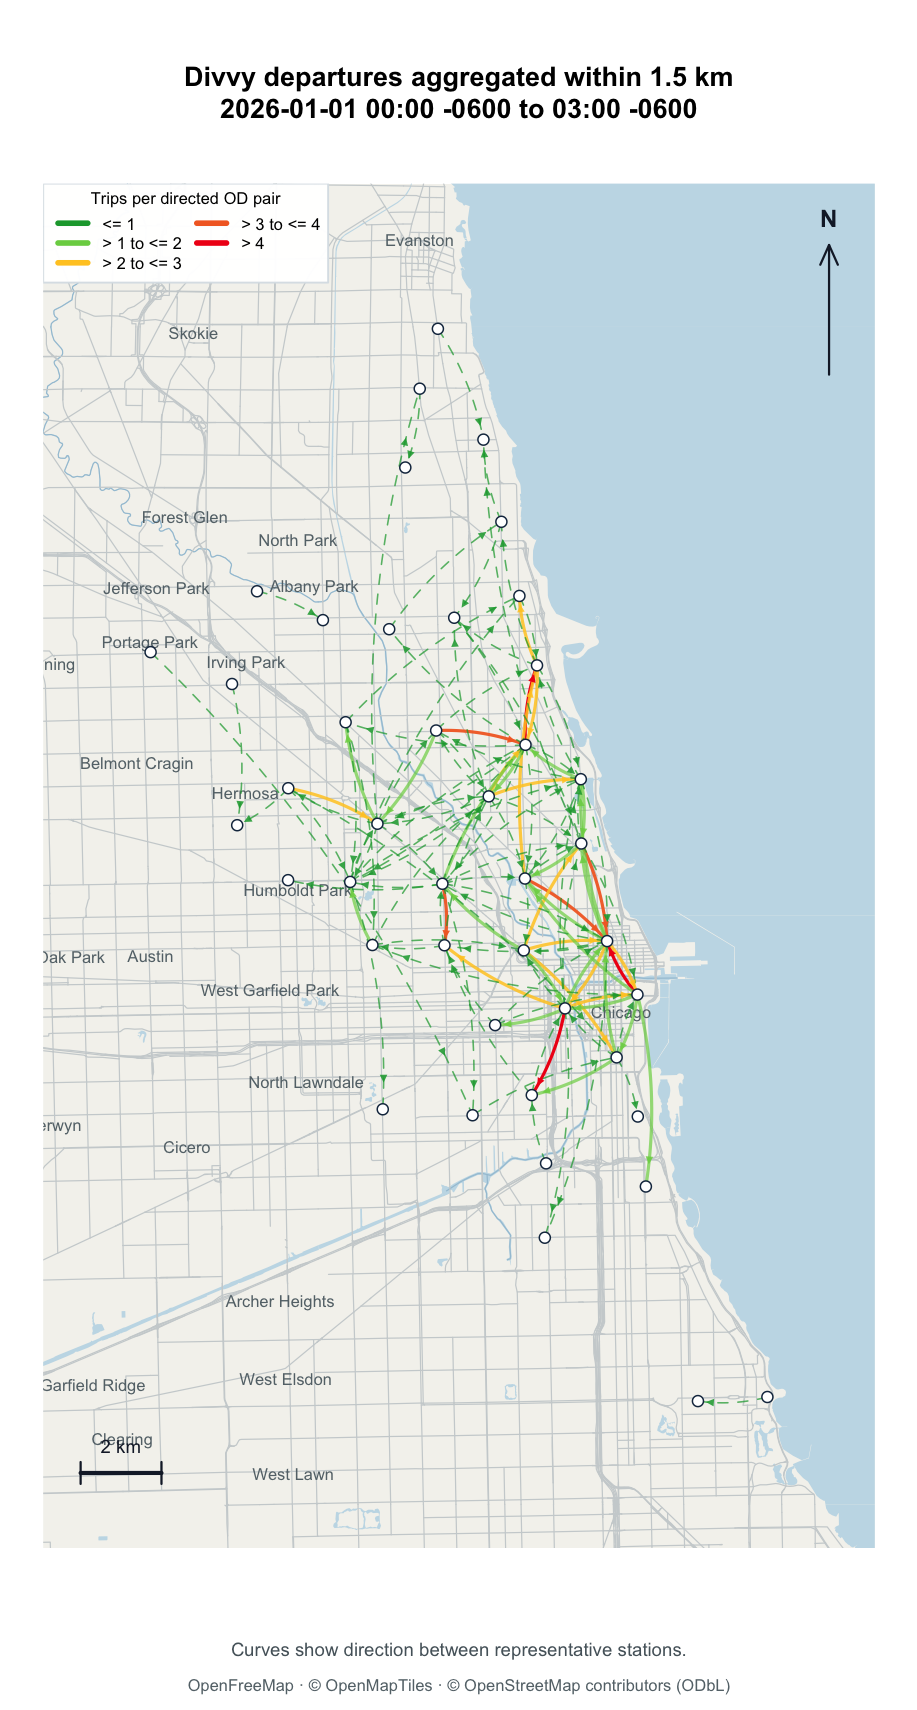 Divvy departures aggregated within 1.5 km
2026-01-01 00:00 -0600 to 03:00 -0600
Trips per directed OD pair
<= 1
> 3 to <= 4
> 1 to <= 2
> 4
> 2 to <= 3
N
Evanston
Skokie
Forest Glen
North Park
Jefferson Park
Albany Park
Portage Park
Irving Park
ning
Belmont Cragin
Hermosa
Humboldt Park
Oak Park
Austin
West Garfield Park
Chicago
North Lawndale
erwyn
Cicero
Archer Heights
West Elsdon
Garfield Ridge
Clearing
2 km
West Lawn
Curves show direction between representative stations.
OpenFreeMap · © OpenMapTiles · © OpenStreetMap contributors (ODbL)